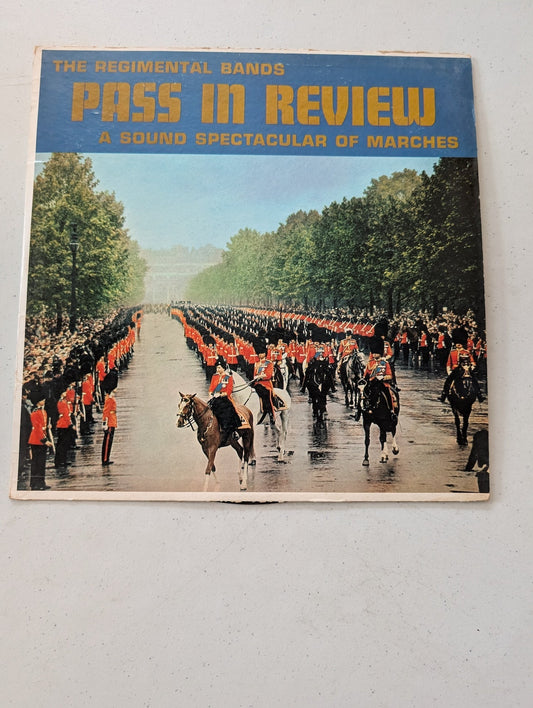 THE REGIMENTAL BANDS
PASS IN REVIEW
A SOUND SPECTACULAR OF MARCHES